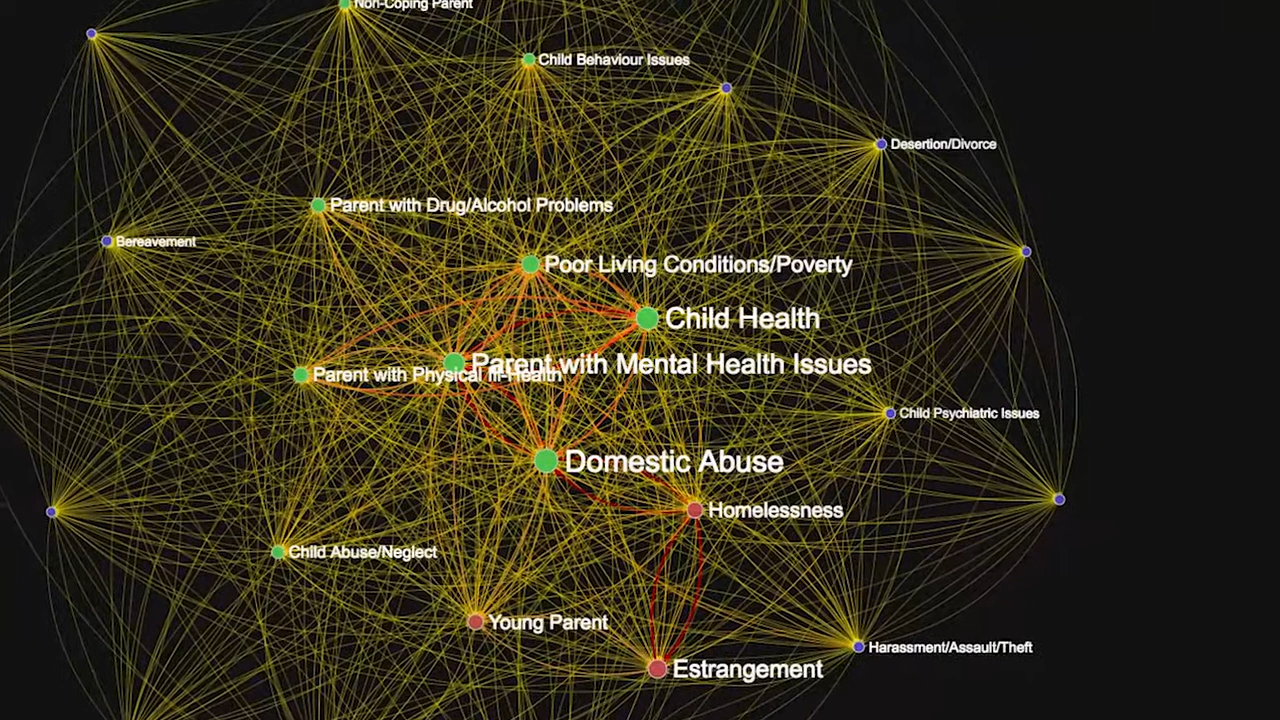 Non-Coping Parent
Child Behaviour Issues
Desertion/Divorce
Parent with Drug/Alcohol Problems
Bereavement
Poor Living Conditions/Poverty
Child Health
Parent with Mental Health Issues
Parent with Physical Ill-Health
Child Psychiatric Issues
Domestic Abuse
Homelessness
Child Abuse/Neglect
Young Parent
Harassment/Assault/Theft
Estrangement